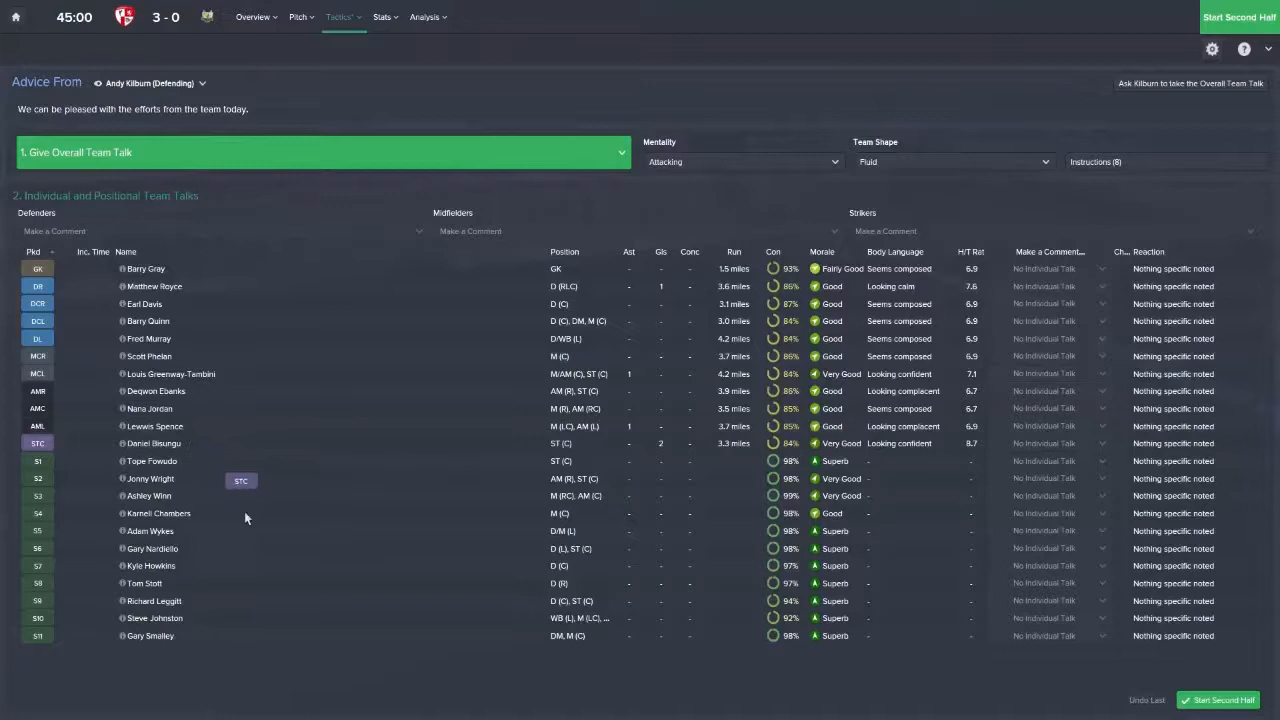 45:00 3 - 0 Overview Pitch Tactics* Stats Analysis Start Second Half
?
Advice From Andy Kilburn (Defending) Ask Kilburn to take the Overall Team Talk
We can be pleased with the efforts from the team today.
Mentality Team Shape
1. Give Overall Team Talk Attacking Fluid Instructions (8)
2. Individual and Positional Team Talks
Defenders Midfielders Strikers
Make a Comment Make a Comment Make a Comment
Pkd Inc. Time Name Position Ast Gls Conc Run Con Morale Body Language H/T Rat Make a Comment... Ch... Reaction
GK Barry Gray GK - - - 1.5 miles 93% Fairly Good Seems composed 6.9 No Individual Talk Nothing specific noted
DR Matthew Royce D (RLC) - 1 - 3.6 miles 86% Good Looking calm 7.6 No Individual Talk Nothing specific noted
DCR Earl Davis D (C) - - - 3.1 miles 87% Good Seems composed 6.9 No Individual Talk Nothing specific noted
DCL Barry Quinn D (C), DM, M (C) - - - 3.0 miles 84% Good Seems composed 6.9 No Individual Talk Nothing specific noted
DL Fred Murray D/WB (L) - - - 4.2 miles 84% Good Seems composed 6.9 No Individual Talk Nothing specific noted
MCR Scott Phelan M (C) - - - 3.7 miles 86% Good Seems composed 6.9 No Individual Talk Nothing specific noted
MCL Louis Greenway-Tambini M/AM (C), ST (C) 1 - - 4.2 miles 84% Very Good Looking confident 7.1 No Individual Talk Nothing specific noted
AMR Deqwon Ebanks AM (R), ST (C) - - - 3.9 miles 86% Good Looking complacent 6.7 No Individual Talk Nothing specific noted
AMC Nana Jordan M (R), AM (RC) - - - 3.5 miles 85% Good Seems composed 6.7 No Individual Talk Nothing specific noted
AML Lewwis Spence M (LC), AM (L) 1 - - 3.7 miles 85% Good Looking complacent 6.9 No Individual Talk Nothing specific noted
STC Daniel Bisungu ST (C) - 2 - 3.3 miles 84% Very Good Looking confident 8.7 No Individual Talk Nothing specific noted
S1 Tope Fowudo ST (C) - - - 98% Superb - - No Individual Talk Nothing specific noted
S2 Jonny Wright STC AM (R), ST (C) - - - 98% Very Good - - No Individual Talk Nothing specific noted
S3 Ashley Winn M (RC), AM (C) - - - 99% Very Good - - No Individual Talk Nothing specific noted
S4 Karnell Chambers M (C) - - - 98% Good - - No Individual Talk Nothing specific noted
S5 Adam Wykes D/M (L) - - - 98% Superb - - No Individual Talk Nothing specific noted
S6 Gary Nardiello D (L), ST (C) - - - 98% Superb - - No Individual Talk Nothing specific noted
S7 Kyle Howkins D (C) - - - 97% Superb - - No Individual Talk Nothing specific noted
S8 Tom Stott D (R) - - - 97% Superb - - No Individual Talk Nothing specific noted
S9 Richard Leggitt D (C), ST (C) - - - 94% Superb - - No Individual Talk Nothing specific noted
S10 Steve Johnston WB (L), M (LC), ... - - - 92% Superb - - No Individual Talk Nothing specific noted
S11 Gary Smalley DM, M (C) - - - 98% Superb - - No Individual Talk Nothing specific noted
Undo Last Start Second Half